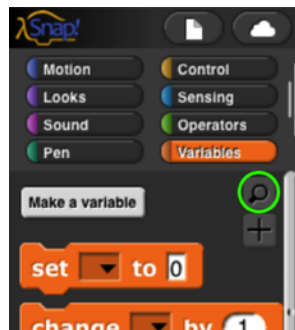 Snap!
Motion Control
Looks Sensing
Sound Operators
Pen Variables
Make a variable
set to 0
change by 1